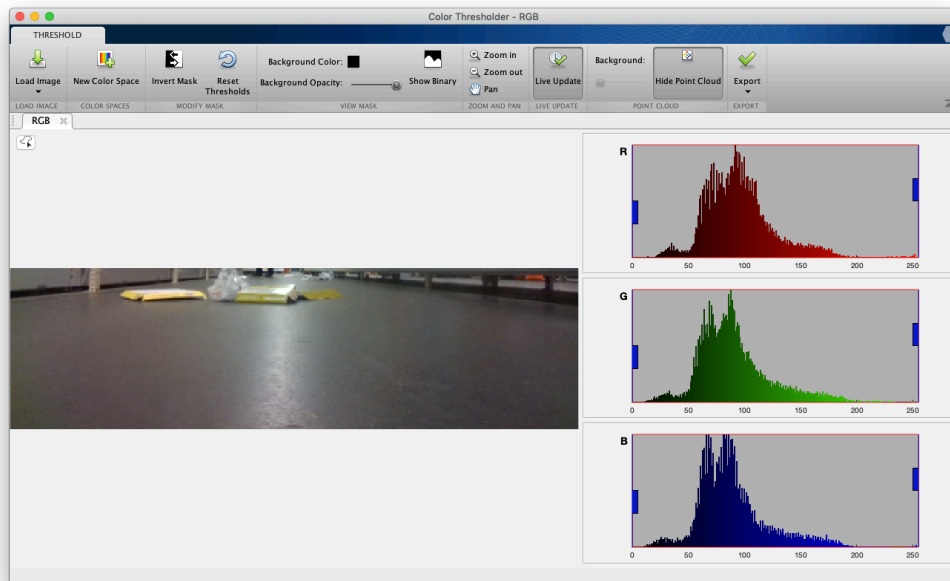 Color Thresholder - RGB
THRESHOLD
Load Image
New Color Space
Invert Mask
Reset
Thresholds
Background Color:
Background Opacity:
Show Binary
Zoom in
Zoom out
Pan
Live Update
Background:
Hide Point Cloud
Export
LOAD IMAGE
COLOR SPACES
MODIFY MASK
VIEW MASK
ZOOM AND PAN
LIVE UPDATE
POINT CLOUD
EXPORT
RGB
R
0 50 100 150 200 250
G
0 50 100 150 200 250
B
0 50 100 150 200 250